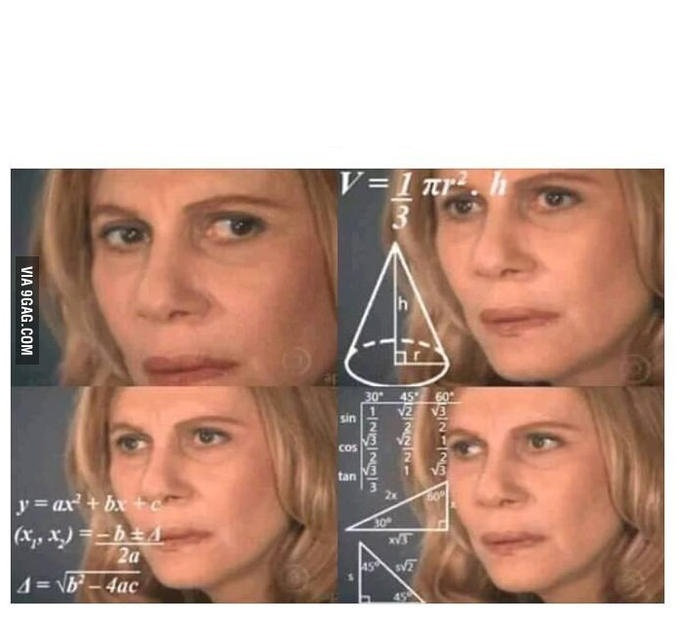 VIA 9GAG.COM
V = 1/3 πr². h
h
r
y = ax² + bx + c
(x₁, x₂) = -b ± Δ
2a
Δ = √b² – 4ac
30° 45° 60°
sin 1/2 √2/2 √3/2
cos √3/2 √2/2 1/2
tan √3/3 1 √3
2x 60° x
30°
x√3
45° s√2
s
45°